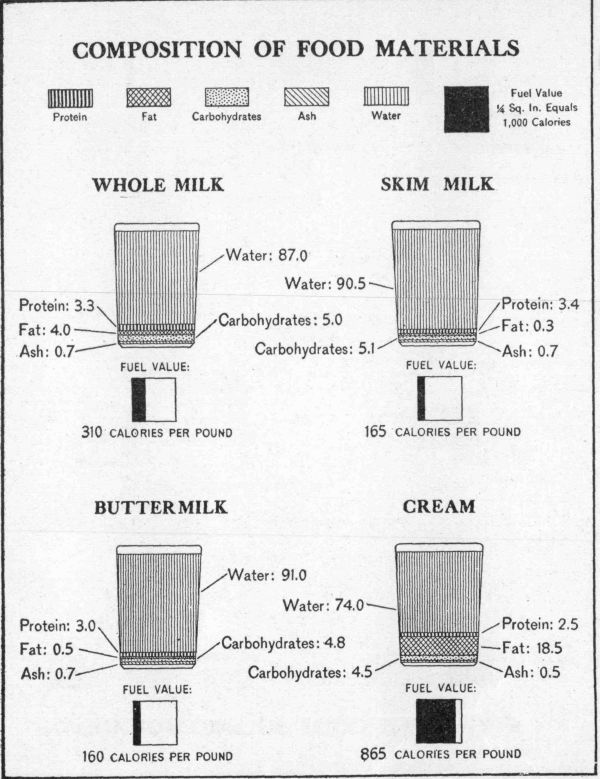 COMPOSITION OF FOOD MATERIALS
Protein
Fat
Carbohydrates
Ash
Water
Fuel Value
¼ Sq. In. Equals
1,000 Calories
WHOLE MILK
Water: 87.0
Protein: 3.3
Fat: 4.0
Carbohydrates: 5.0
Ash: 0.7
FUEL VALUE:
310 CALORIES PER POUND
SKIM MILK
Water: 90.5
Protein: 3.4
Fat: 0.3
Carbohydrates: 5.1
Ash: 0.7
FUEL VALUE:
165 CALORIES PER POUND
BUTTERMILK
Water: 91.0
Protein: 3.0
Fat: 0.5
Carbohydrates: 4.8
Ash: 0.7
FUEL VALUE:
160 CALORIES PER POUND
CREAM
Water: 74.0
Protein: 2.5
Fat: 18.5
Carbohydrates: 4.5
Ash: 0.5
FUEL VALUE:
865 CALORIES PER POUND